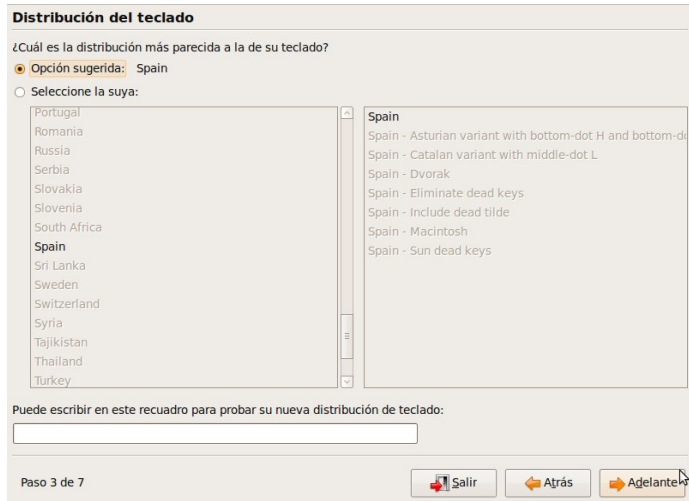 Distribución del teclado
¿Cuál es la distribución más parecida a la de su teclado?
Opción sugerida: Spain
Seleccione la suya:
Portugal
Romania
Russia
Serbia
Slovakia
Slovenia
South Africa
Spain
Sri Lanka
Sweden
Switzerland
Syria
Tajikistan
Thailand
Turkey
Spain
Spain - Asturian variant with bottom-dot H and bottom-do
Spain - Catalan variant with middle-dot L
Spain - Dvorak
Spain - Eliminate dead keys
Spain - Include dead tilde
Spain - Macintosh
Spain - Sun dead keys
Puede escribir en este recuadro para probar su nueva distribución de teclado:
Paso 3 de 7
Salir
Atrás
Adelante